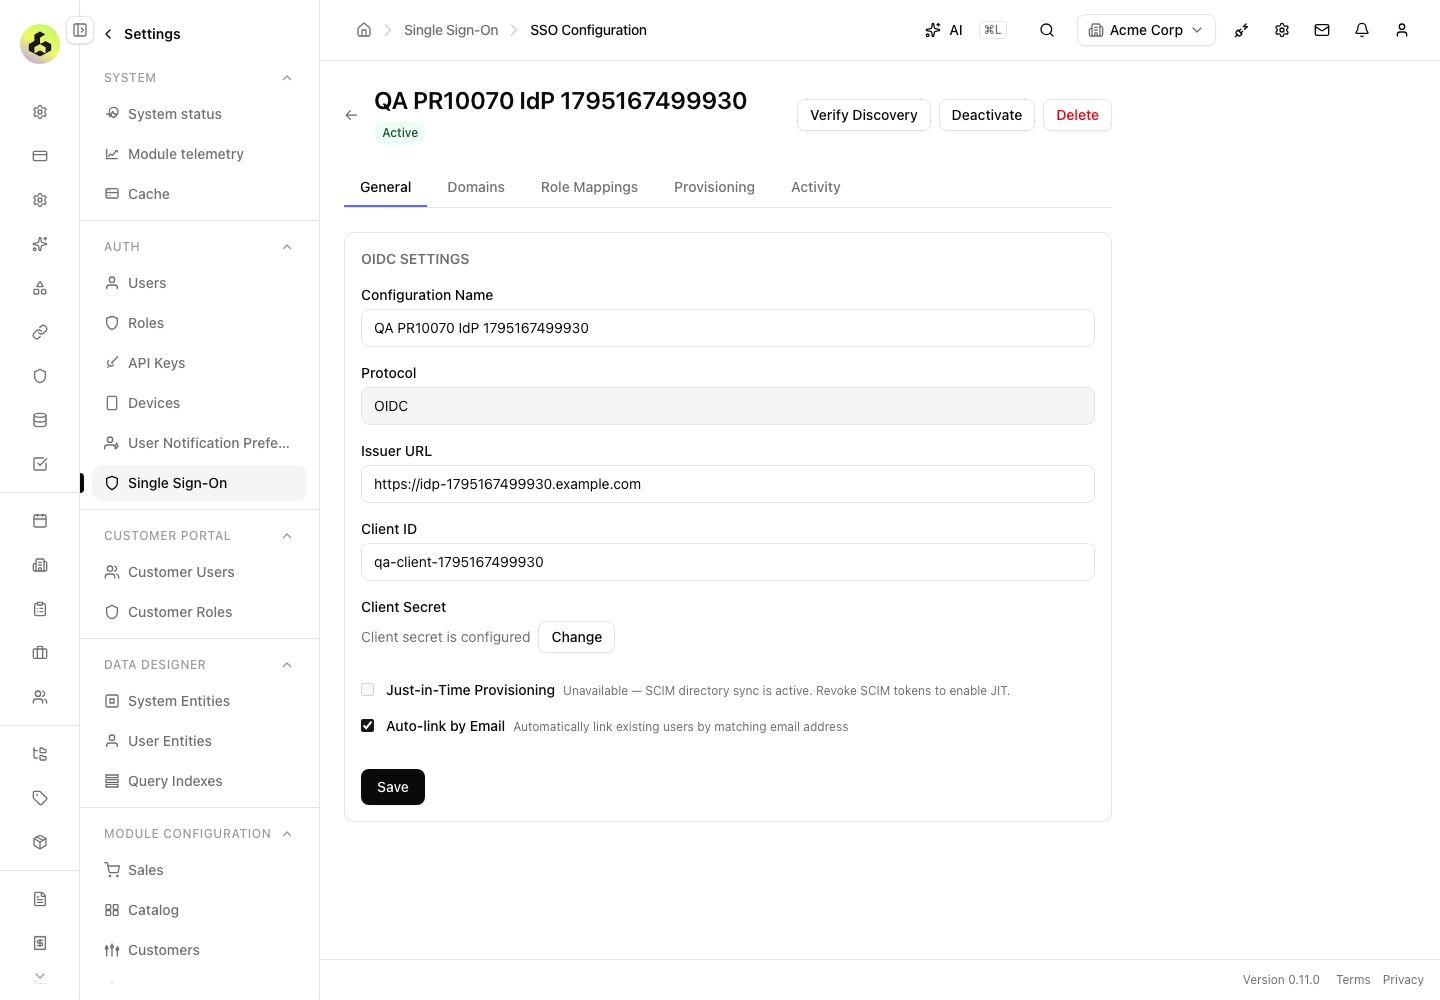 Settings
SYSTEM
System status
Module telemetry
Cache
AUTH
Users
Roles
API Keys
Devices
User Notification Prefe...
Single Sign-On
CUSTOMER PORTAL
Customer Users
Customer Roles
DATA DESIGNER
System Entities
User Entities
Query Indexes
MODULE CONFIGURATION
Sales
Catalog
Customers
Single Sign-On
SSO Configuration
AI ⌘L
Acme Corp
QA PR10070 IdP 1795167499930
Active
Verify Discovery
Deactivate
Delete
General
Domains
Role Mappings
Provisioning
Activity
OIDC SETTINGS
Configuration Name
QA PR10070 IdP 1795167499930
Protocol
OIDC
Issuer URL
https://idp-1795167499930.example.com
Client ID
qa-client-1795167499930
Client Secret
Client secret is configured
Change
Just-in-Time Provisioning Unavailable — SCIM directory sync is active. Revoke SCIM tokens to enable JIT.
Auto-link by Email Automatically link existing users by matching email address
Save
Version 0.11.0
Terms
Privacy